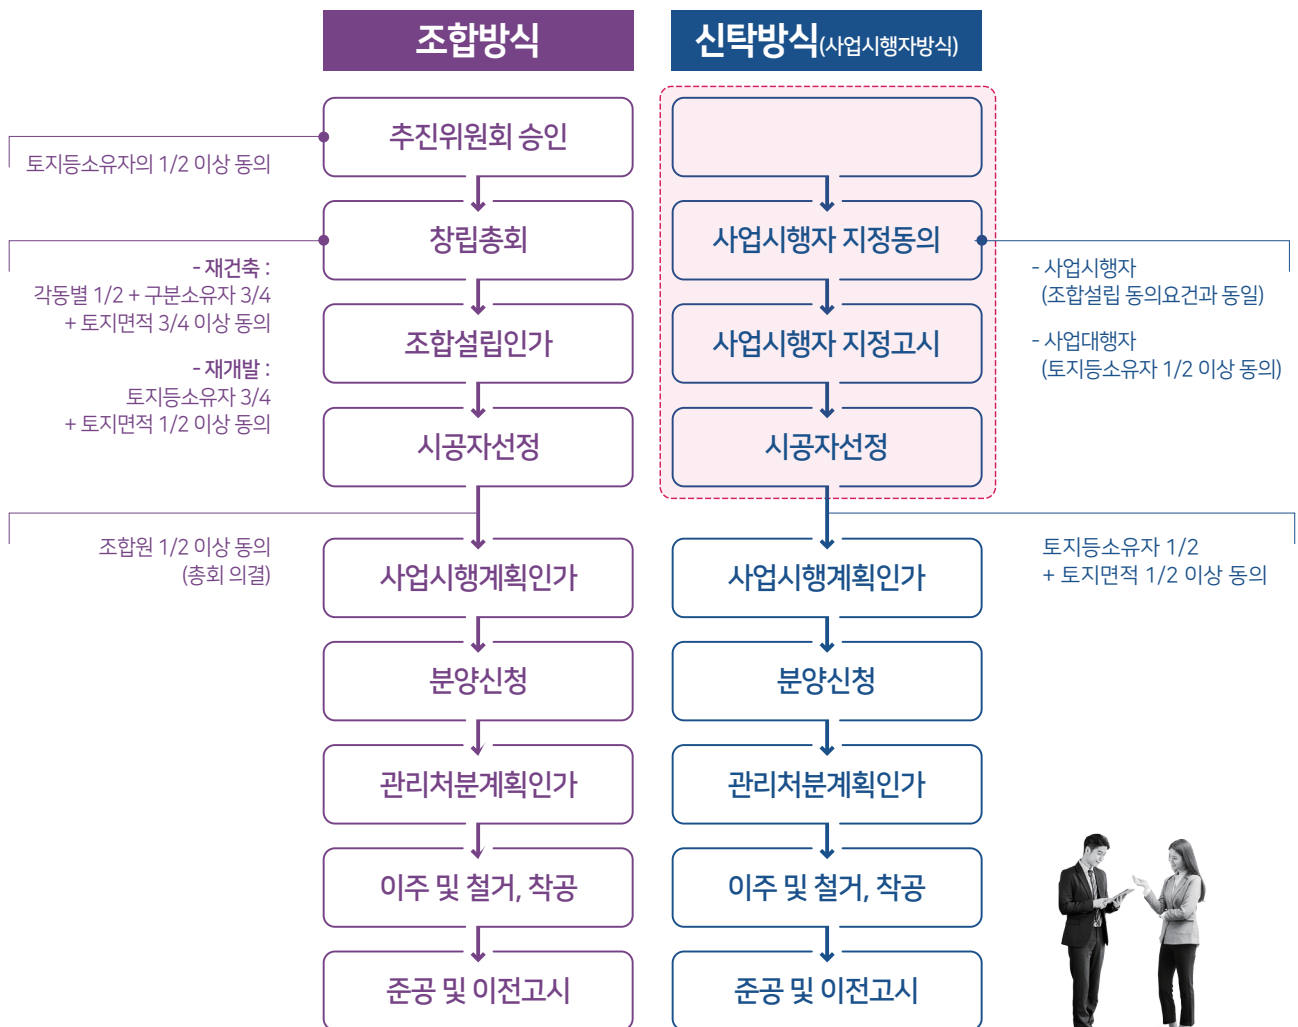 조합방식
신탁방식(사업시행자방식)
추진위원회 승인
토지등소유자의 1/2 이상 동의
창립총회
사업시행자 지정동의
- 재건축 :
각동별 1/2 + 구분소유자 3/4
+ 토지면적 3/4 이상 동의
- 재개발 :
토지등소유자 3/4
+ 토지면적 1/2 이상 동의
- 사업시행자
(조합설립 동의요건과 동일)
- 사업대행자
(토지등소유자 1/2 이상 동의)
조합설립인가
사업시행자 지정고시
시공자선정
시공자선정
조합원 1/2 이상 동의
(총회 의결)
토지등소유자 1/2
+ 토지면적 1/2 이상 동의
사업시행계획인가
사업시행계획인가
분양신청
분양신청
관리처분계획인가
관리처분계획인가
이주 및 철거, 착공
이주 및 철거, 착공
준공 및 이전고시
준공 및 이전고시